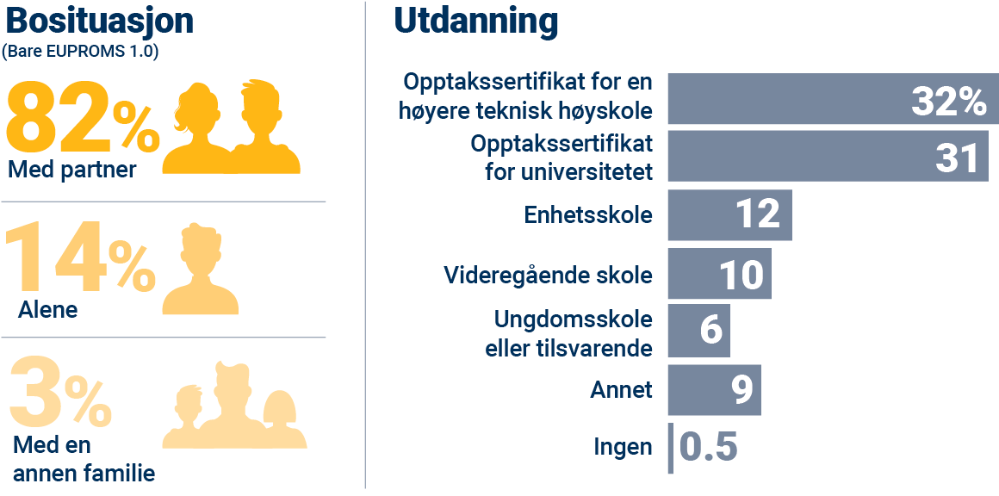 Bosituasjon
(Bare EUPROMS 1.0)
82%
Med partner
14%
Alene
3%
Med en
annen familie
Utdanning
Opptakssertifikat for en
høyere teknisk høyskole
32%
Opptakssertifikat
for universitetet
31
Enhetsskole
12
Videregående skole
10
Ungdomsskole
eller tilsvarende
6
Annet
9
Ingen
0.5